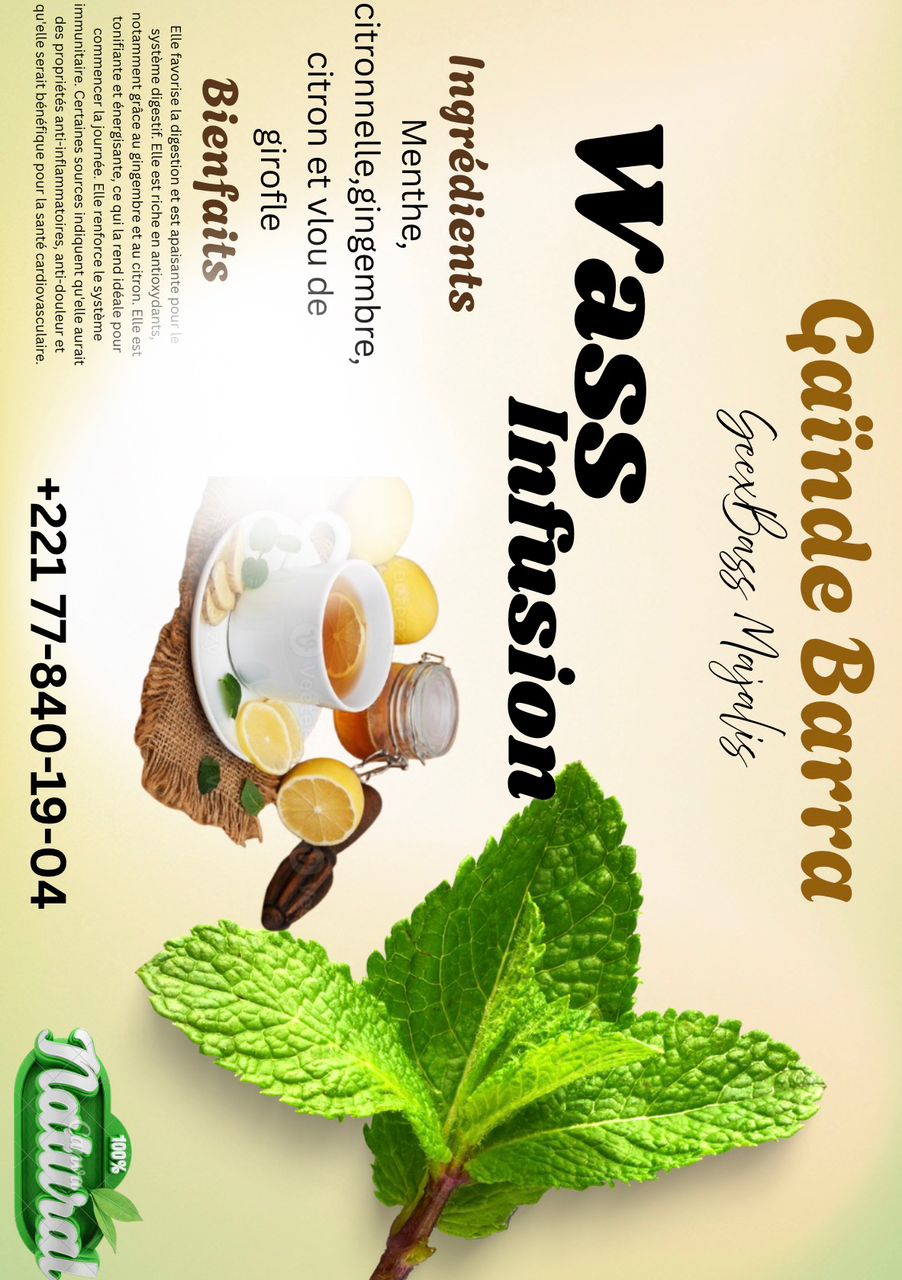 Gaïnde Barra
GeexBass Majalis
Wass
Infusion
Ingrédients
Menthe,
citronnelle,gingembre,
citron et vlou de
girofle
Bienfaits
Elle favorise la digestion et est apaisante pour le
système digestif. Elle est riche en antioxydants,
notamment grâce au gingembre et au citron. Elle est
tonifiante et énergisante, ce qui la rend idéale pour
commencer la journée. Elle renforce le système
immunitaire. Certaines sources indiquent qu'elle aurait
des propriétés anti-inflammatoires, anti-douleur et
qu'elle serait bénéfique pour la santé cardiovasculaire.
+221 77-840-19-04
100%
Natural